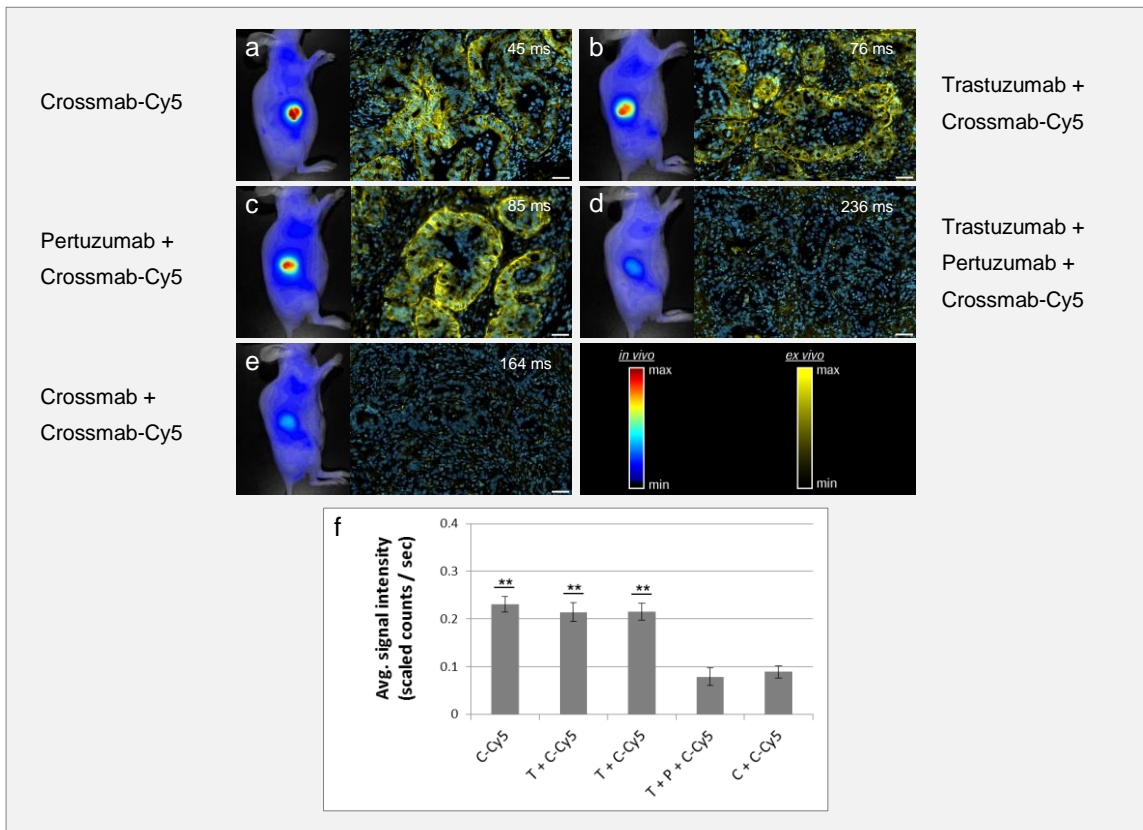 Crossmab-Cy5
a
45 ms
b
76 ms
Trastuzumab +
Crossmab-Cy5
Pertuzumab +
Crossmab-Cy5
c
85 ms
d
236 ms
Trastuzumab +
Pertuzumab +
Crossmab-Cy5
Crossmab +
Crossmab-Cy5
e
164 ms
in vivo
max
min
ex vivo
max
min
f
Avg. signal intensity
(scaled counts / sec)
0.4
0.3
0.2
0.1
0
**
**
**
C-Cy5
T + C-Cy5
T + C-Cy5
T + P + C-Cy5
C + C-Cy5